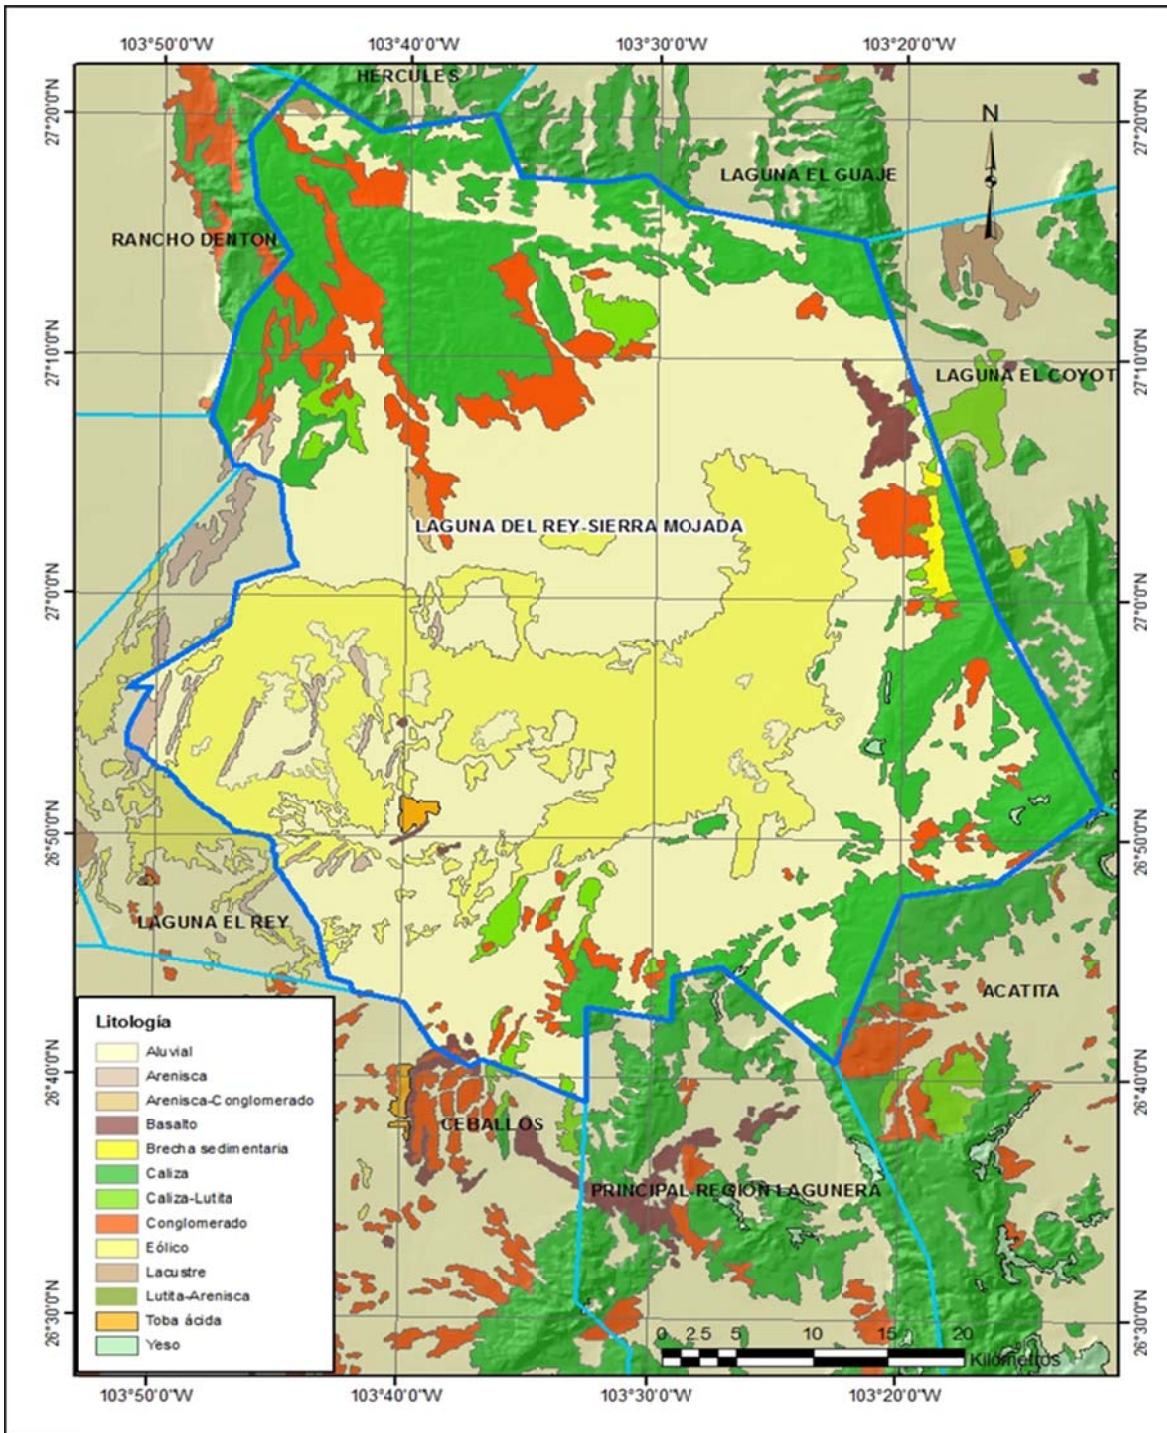 103°50'0"W 103°40'0"W 103°30'0"W 103°20'0"W
HERCULES
27°20'0"N
27°20'0"N
N
LAGUNA EL GUAJE
RANCHO DENTON
27°10'0"N
27°10'0"N
LAGUNA EL COYOT
LAGUNA DEL REY-SIERRA MOJADA
27°0'0"N
27°0'0"N
26°50'0"N
26°50'0"N
LAGUNA EL REY
ACATITA
Litología
Aluvial
Arenisca
Arenisca-Conglomerado
Basalto
Brecha sedimentaria
Caliza
Caliza-Lutita
Conglomerado
Eólico
Lacustre
Lutita-Arenisca
Toba ácida
Yeso
26°40'0"N
26°40'0"N
CEBALLOS
PRINCIPAL-REGION LAGUNERA
26°30'0"N
26°30'0"N
0 2.5 5 10 15 20
Kilómetros
103°50'0"W 103°40'0"W 103°30'0"W 103°20'0"W